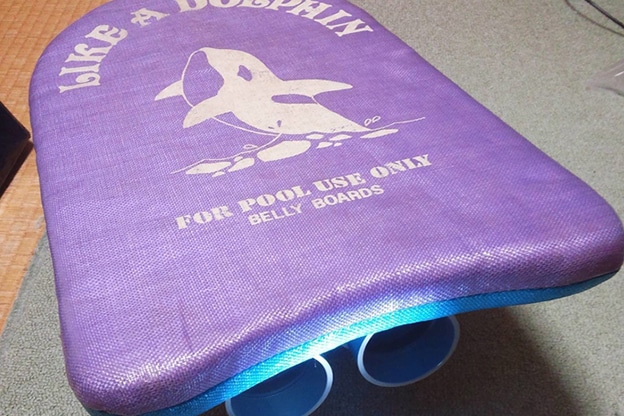 LIKE A DOLPHIN
FOR POOL USE ONLY
BELLY BOARDS